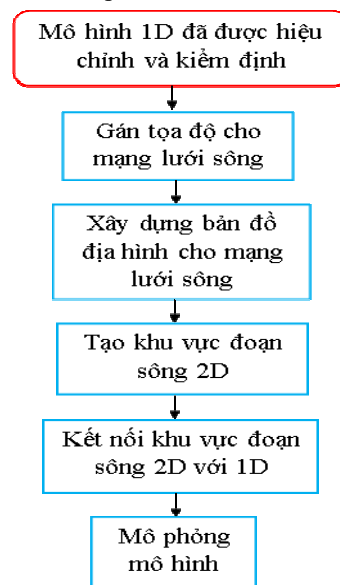 Mô hình 1D đã được hiệu
chỉnh và kiểm định
Gán tọa độ cho
mạng lưới sông
Xây dựng bản đồ
địa hình cho mạng
lưới sông
Tạo khu vực đoạn
sông 2D
Kết nối khu vực đoạn
sông 2D với 1D
Mô phỏng
mô hình